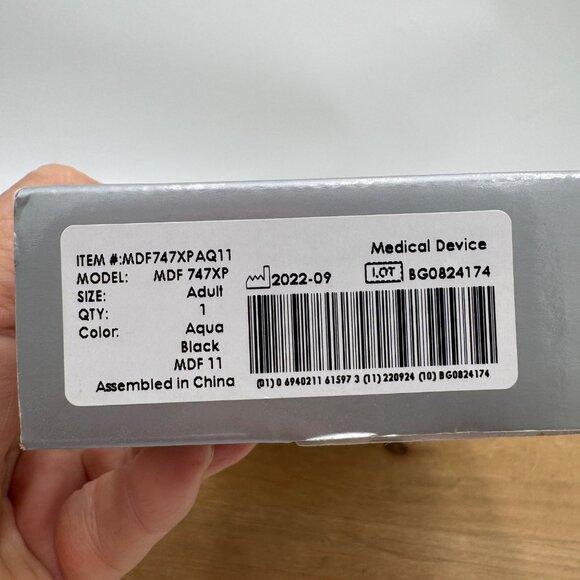 ITEM #:MDF747XPAQ11
MODEL: MDF 747XP
SIZE: Adult
QTY: 1
Color: Aqua
Black
MDF 11
Assembled in China
Medical Device
2022-09 LOT BG0824174
(01) 0 6940211 61597 3 (11) 220924 (10) BG0824174